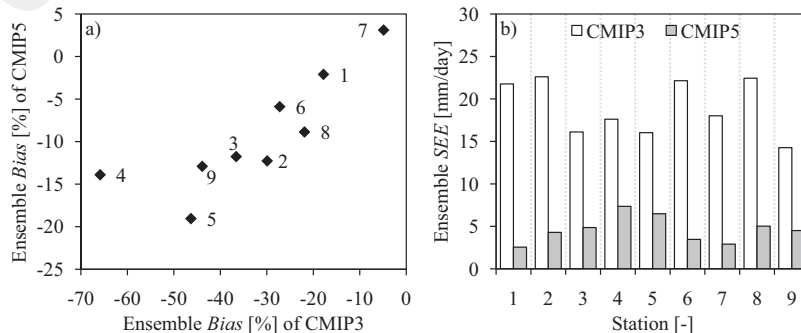 a)
Ensemble Bias [%] of CMIP5
5
0
-5
-10
-15
-20
-25
7
1
6
8
3
2
9
4
5
-70 -60 -50 -40 -30 -20 -10 0
Ensemble Bias [%] of CMIP3
b)
CMIP3 CMIP5
Ensemble SEE [mm/day]
30
25
20
15
10
5
0
1 2 3 4 5 6 7 8 9
Station [-]